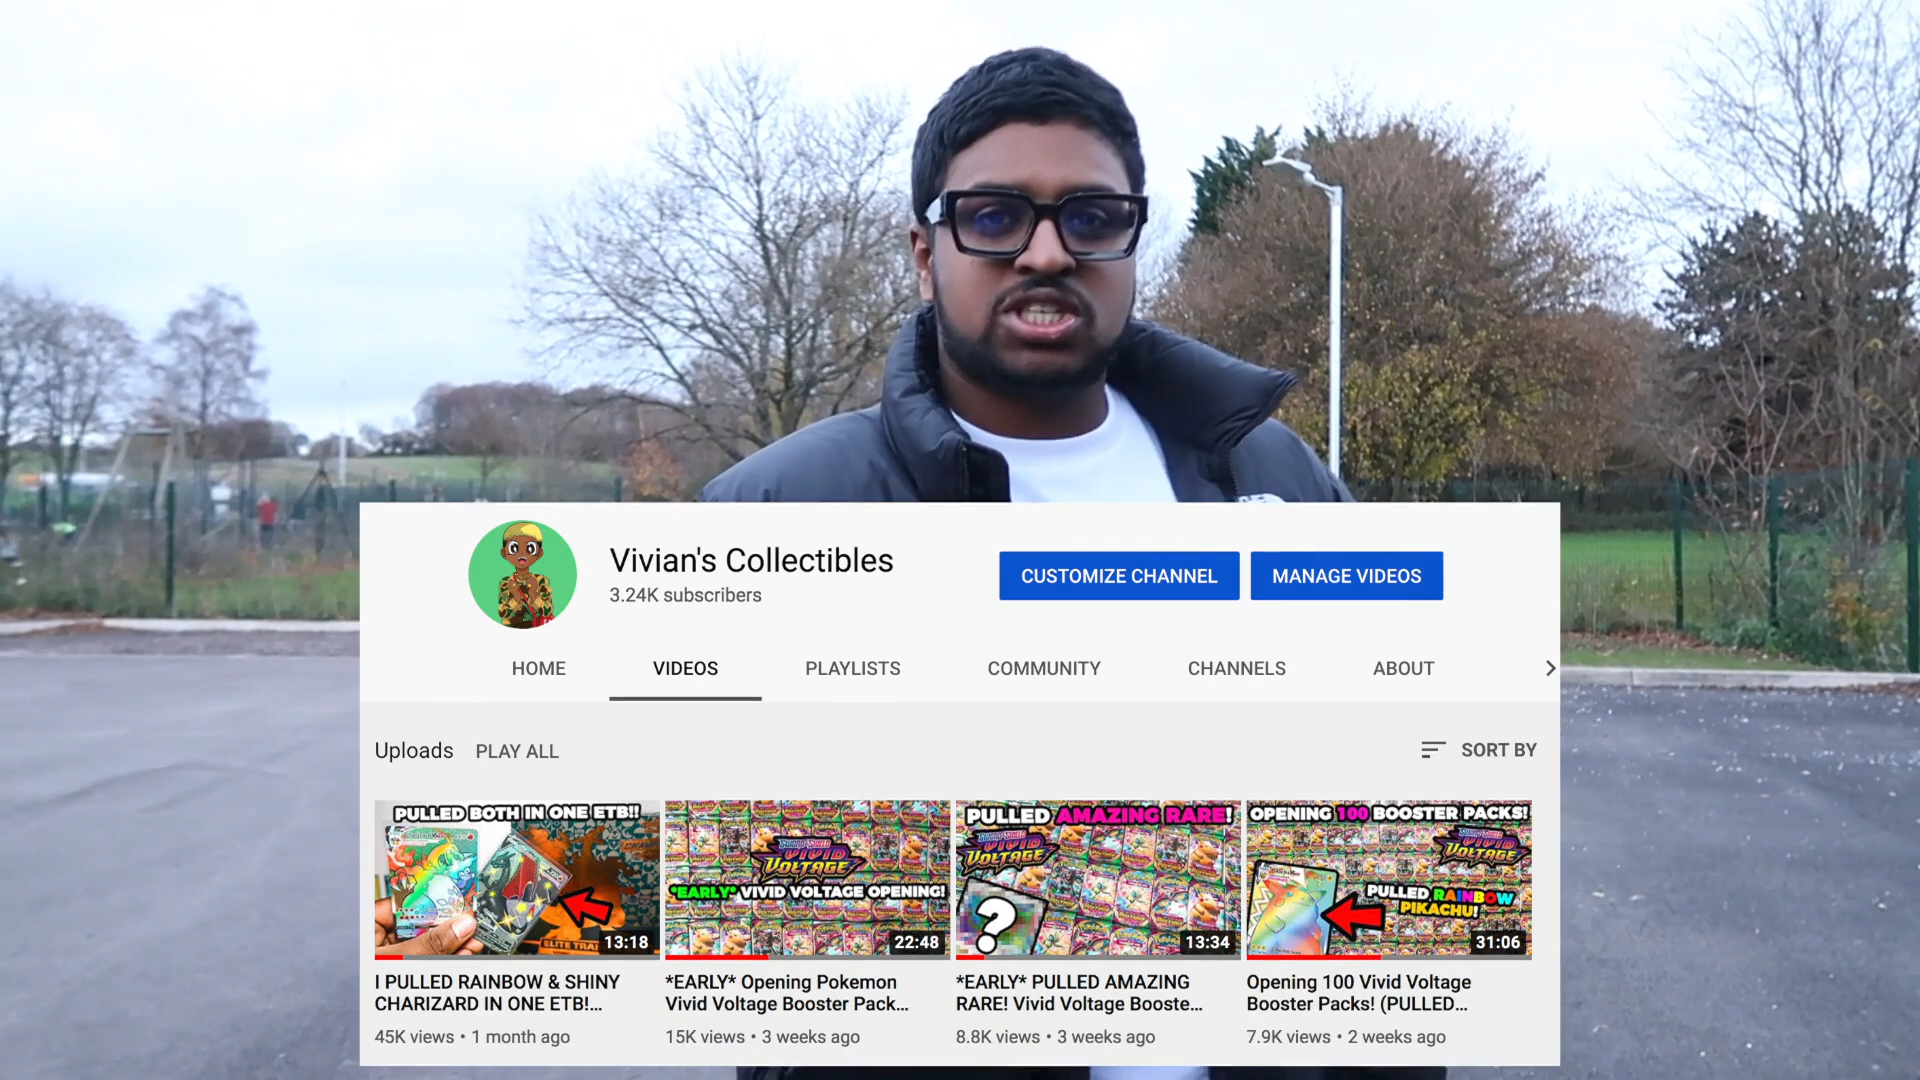 Vivian's Collectibles
3.24K subscribers
CUSTOMIZE CHANNEL
MANAGE VIDEOS
HOME
VIDEOS
PLAYLISTS
COMMUNITY
CHANNELS
ABOUT
Uploads
PLAY ALL
SORT BY
PULLED BOTH IN ONE ETB!!
ELITE TRAI
13:18
VIVID
VOLTAGE
*EARLY* VIVID VOLTAGE OPENING!
22:48
PULLED AMAZING RARE!
VIVID
VOLTAGE
?
13:34
OPENING 100 BOOSTER PACKS!
VIVID
VOLTAGE
PULLED RAINBOW
PIKACHU!
31:06
I PULLED RAINBOW & SHINY
CHARIZARD IN ONE ETB!...
45K views • 1 month ago
*EARLY* Opening Pokemon
Vivid Voltage Booster Pack...
15K views • 3 weeks ago
*EARLY* PULLED AMAZING
RARE! Vivid Voltage Booste...
8.8K views • 3 weeks ago
Opening 100 Vivid Voltage
Booster Packs! (PULLED...
7.9K views • 2 weeks ago